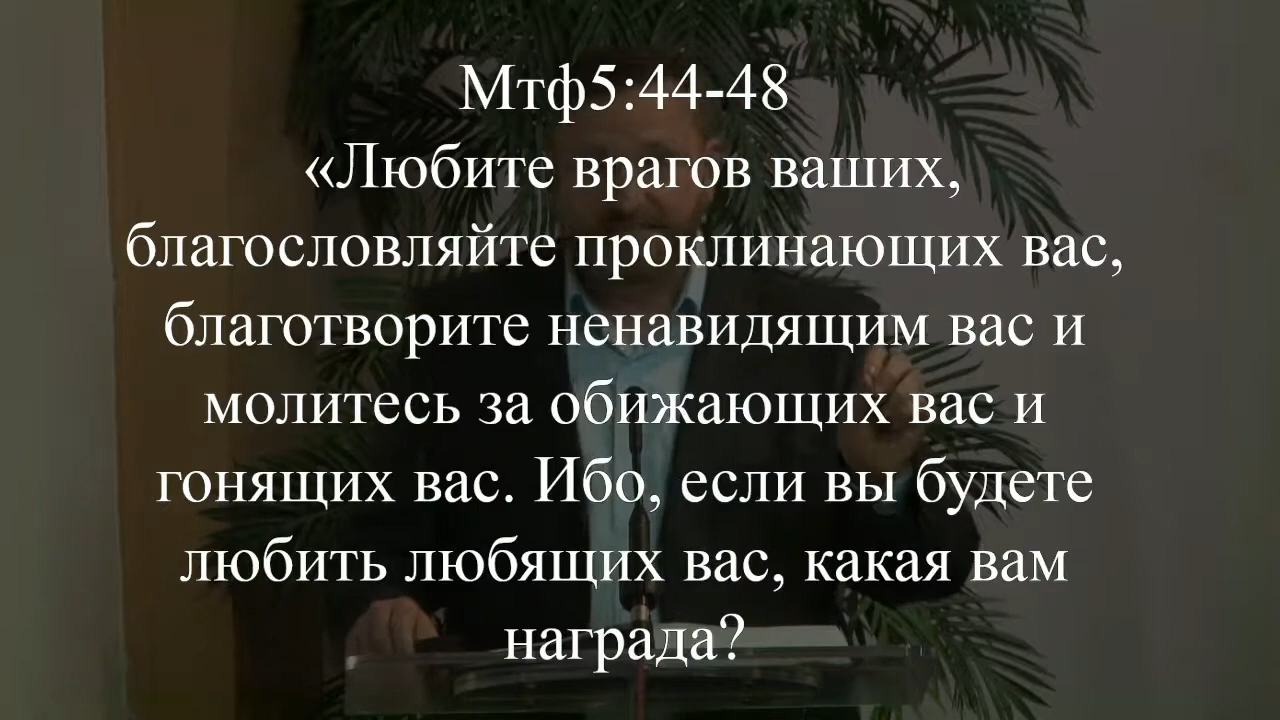 Мтф5:44-48
«Любите врагов ваших,
благословляйте проклинающих вас,
благотворите ненавидящим вас и
молитесь за обижающих вас и
гонящих вас. Ибо, если вы будете
любить любящих вас, какая вам
награда?